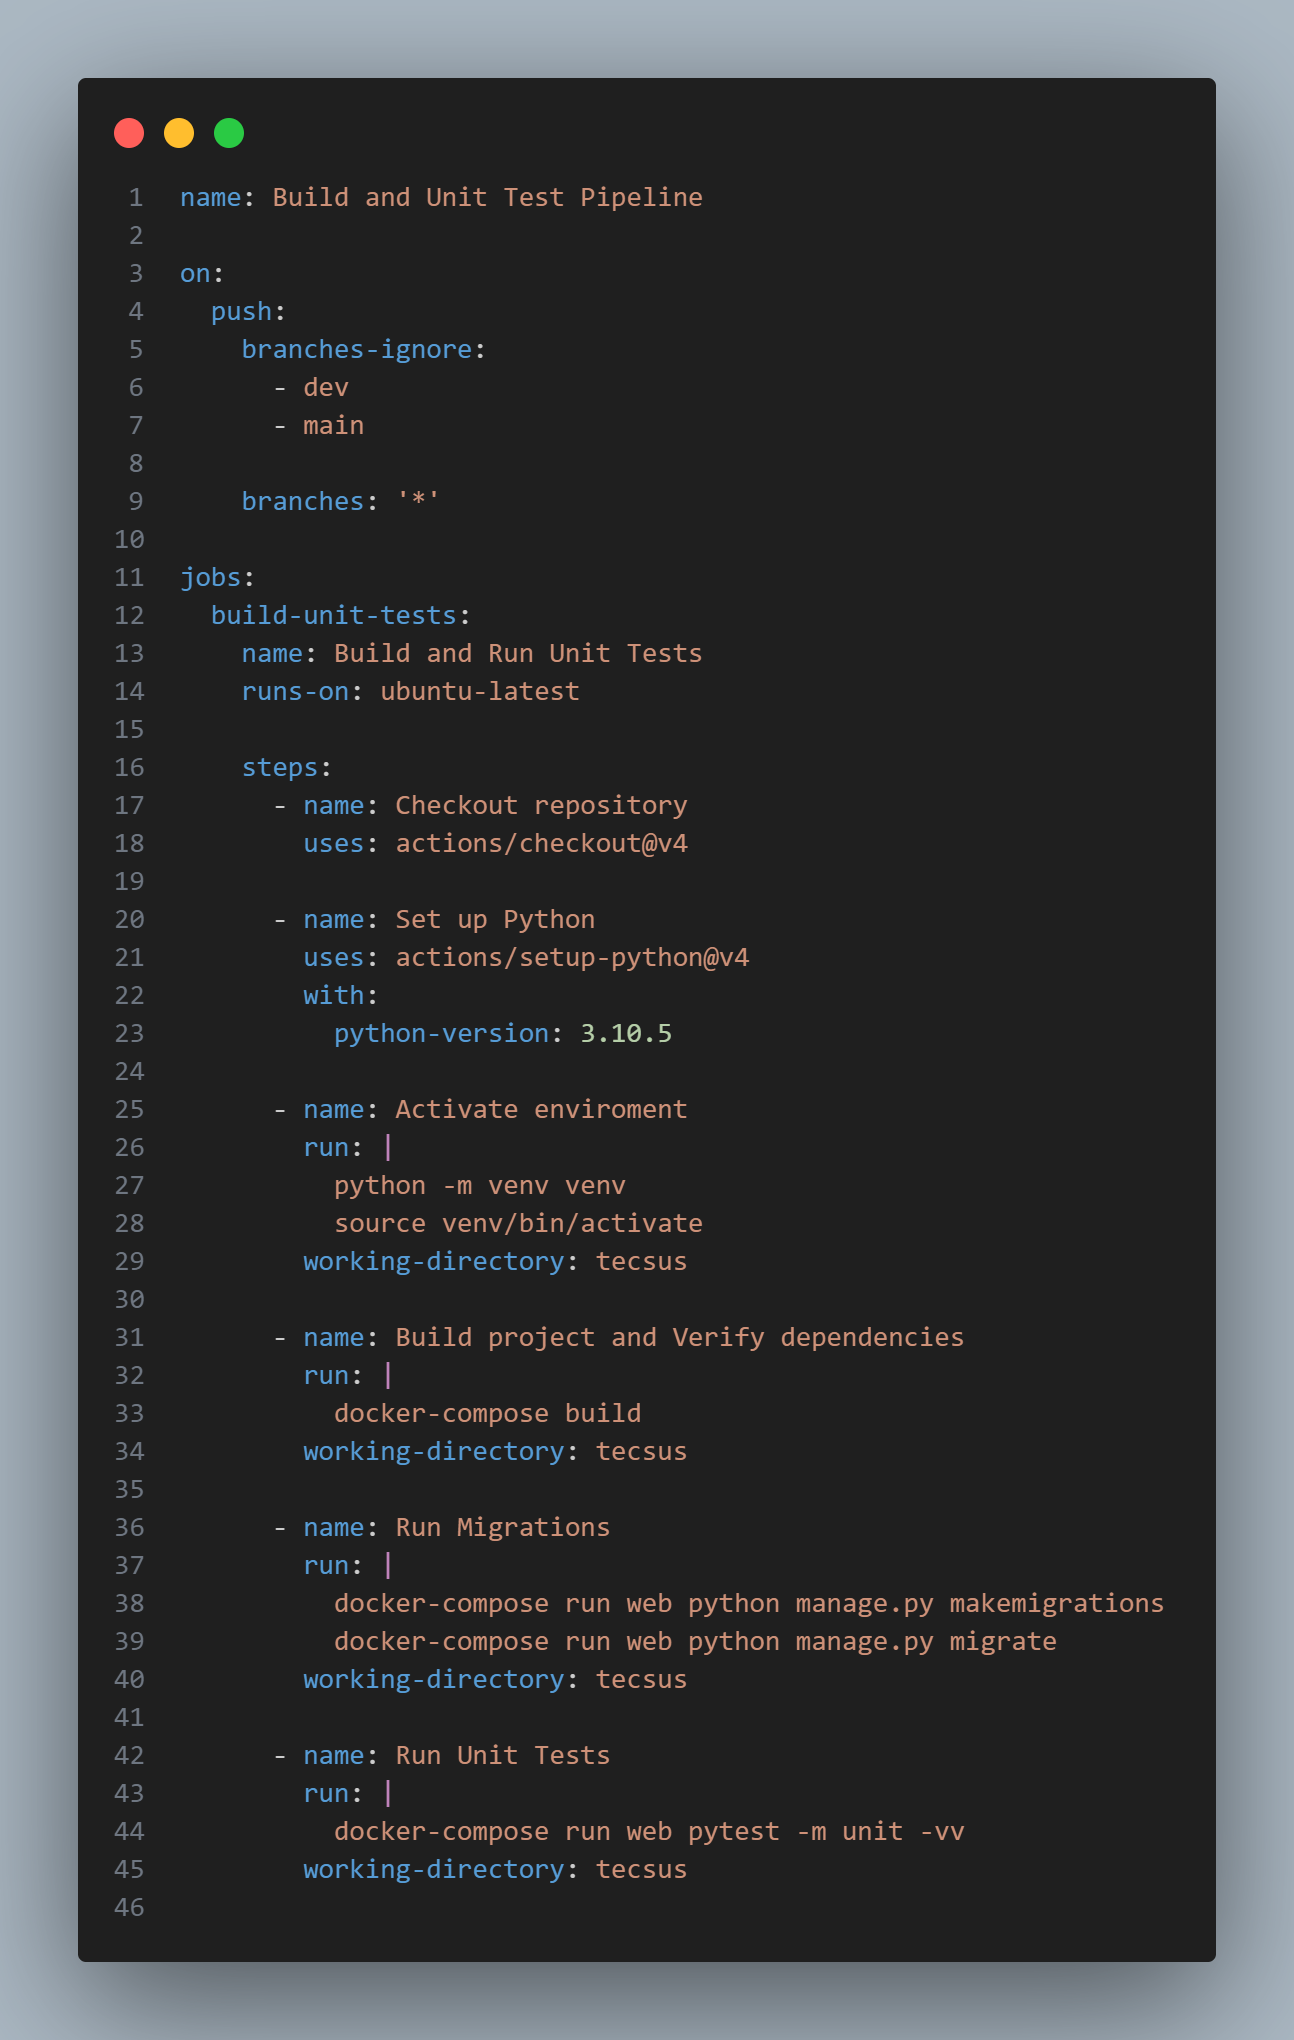 1 name: Build and Unit Test Pipeline
2
3 on:
4   push:
5     branches-ignore:
6       - dev
7       - main
8
9     branches: '*'
10
11 jobs:
12   build-unit-tests:
13     name: Build and Run Unit Tests
14     runs-on: ubuntu-latest
15
16     steps:
17       - name: Checkout repository
18         uses: actions/checkout@v4
19
20       - name: Set up Python
21         uses: actions/setup-python@v4
22         with:
23           python-version: 3.10.5
24
25       - name: Activate enviroment
26         run: |
27           python -m venv venv
28           source venv/bin/activate
29         working-directory: tecsus
30
31       - name: Build project and Verify dependencies
32         run: |
33           docker-compose build
34         working-directory: tecsus
35
36       - name: Run Migrations
37         run: |
38           docker-compose run web python manage.py makemigrations
39           docker-compose run web python manage.py migrate
40         working-directory: tecsus
41
42       - name: Run Unit Tests
43         run: |
44           docker-compose run web pytest -m unit -vv
45         working-directory: tecsus
46